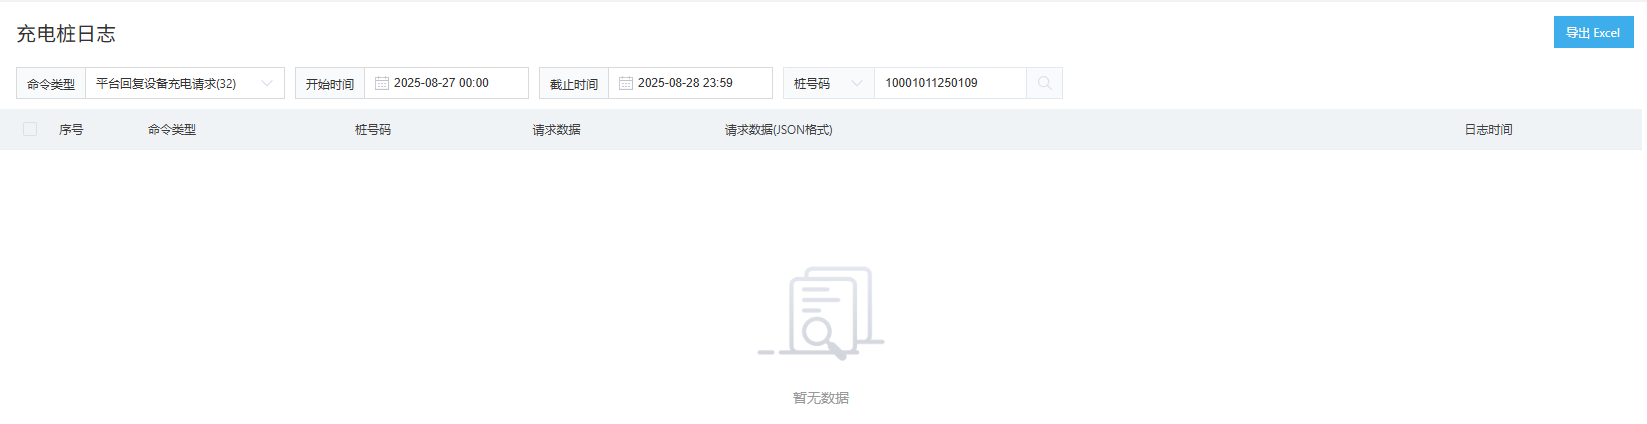 充电桩日志
导出 Excel
命令类型 平台回复设备充电请求(32) 开始时间 2025-08-27 00:00 截止时间 2025-08-28 23:59 桩号码 10001011250109
序号 命令类型 桩号码 请求数据 请求数据(JSON格式) 日志时间
暂无数据